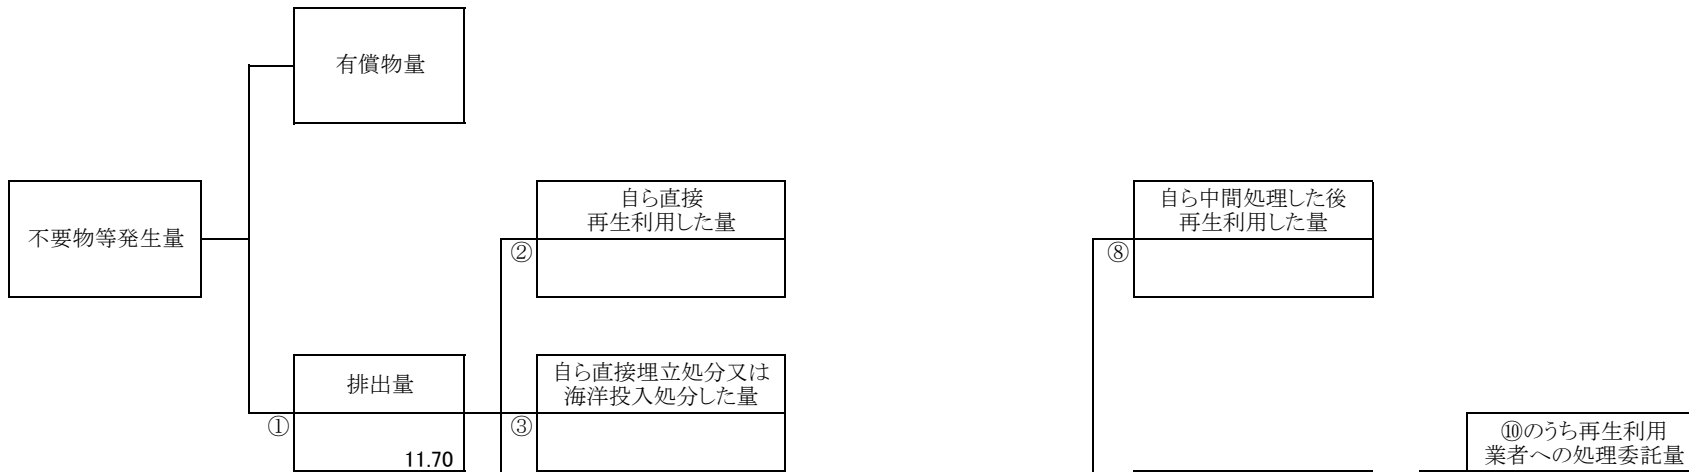 有償物量
不要物等発生量
自ら直接
再生利用した量
②
自ら中間処理した後
再生利用した量
⑧
排出量
①
11.70
自ら直接埋立処分又は
海洋投入処分した量
③
⑩のうち再生利用
業者への処理委託量